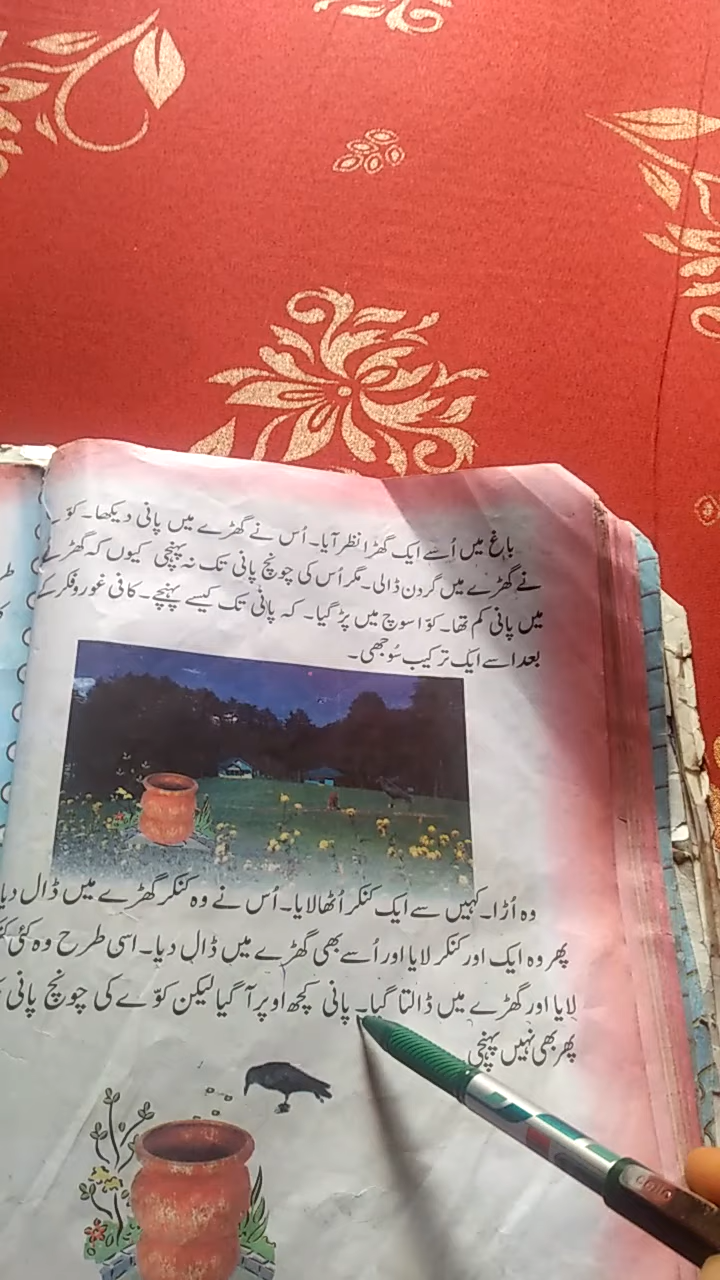 باغ میں اُسے ایک گھڑا نظر آیا۔ اُس نے گھڑے میں پانی دیکھا۔ کوّ
نے گھڑے میں گردن ڈالی۔ مگر اُس کی چونچ پانی تک نہ پہنچی کیوں کہ گھڑے
میں پانی کم تھا۔ کوّا سوچ میں پڑ گیا۔ کہ پانی تک کیسے پہنچے۔ کافی غور و فکر کے
بعد اسے ایک ترکیب سُوجھی۔
وہ اُڑا۔ کہیں سے ایک کنکر اُٹھا لایا۔ اُس نے وہ کنکر گھڑے میں ڈال دیا
پھر وہ ایک اور کنکر لایا اور اُسے بھی گھڑے میں ڈال دیا۔ اسی طرح وہ کئی
لایا اور گھڑے میں ڈالتا گیا۔ پانی کچھ اوپر آ گیا لیکن کوّے کی چونچ پانی
پھر بھی نہیں پہنچی